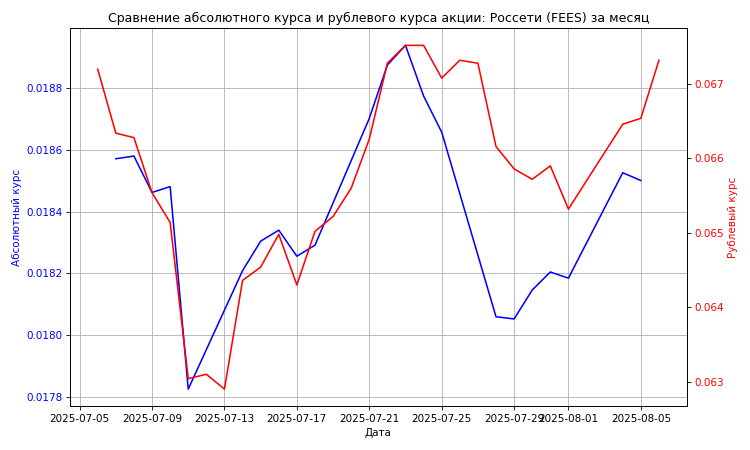 Сравнение абсолютного курса и рублевого курса акции: Россети (FEES) за месяц
Абсолютный курс
0.0188
0.0186
0.0184
0.0182
0.0180
0.0178
0.067
0.066
0.065
0.064
0.063
Рублевый курс
2025-07-05 2025-07-09 2025-07-13 2025-07-17 2025-07-21 2025-07-25 2025-07-29 2025-08-01 2025-08-05
Дата